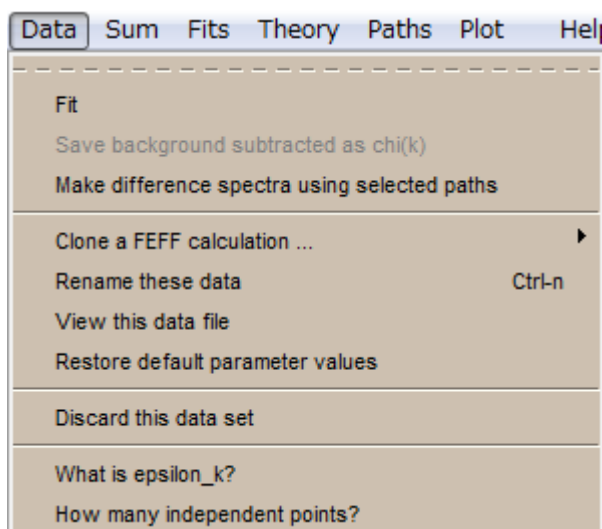 Data Sum Fits Theory Paths Plot Hel
Fit
Save background subtracted as chi(k)
Make difference spectra using selected paths
Clone a FEFF calculation ...
Rename these data Ctrl-n
View this data file
Restore default parameter values
Discard this data set
What is epsilon_k?
How many independent points?